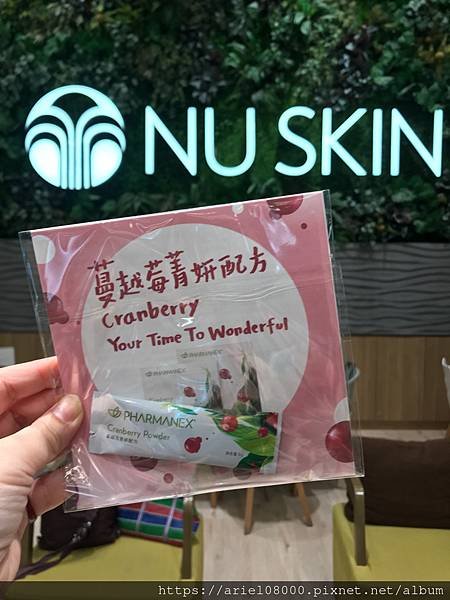 NU SKIN
蔓越莓菁妍配方
Cranberry
Your Time To Wonderful
PHARMANEX
PHARMANEX
Cranberry Powder
https://ariel08000.pixnet.net/album